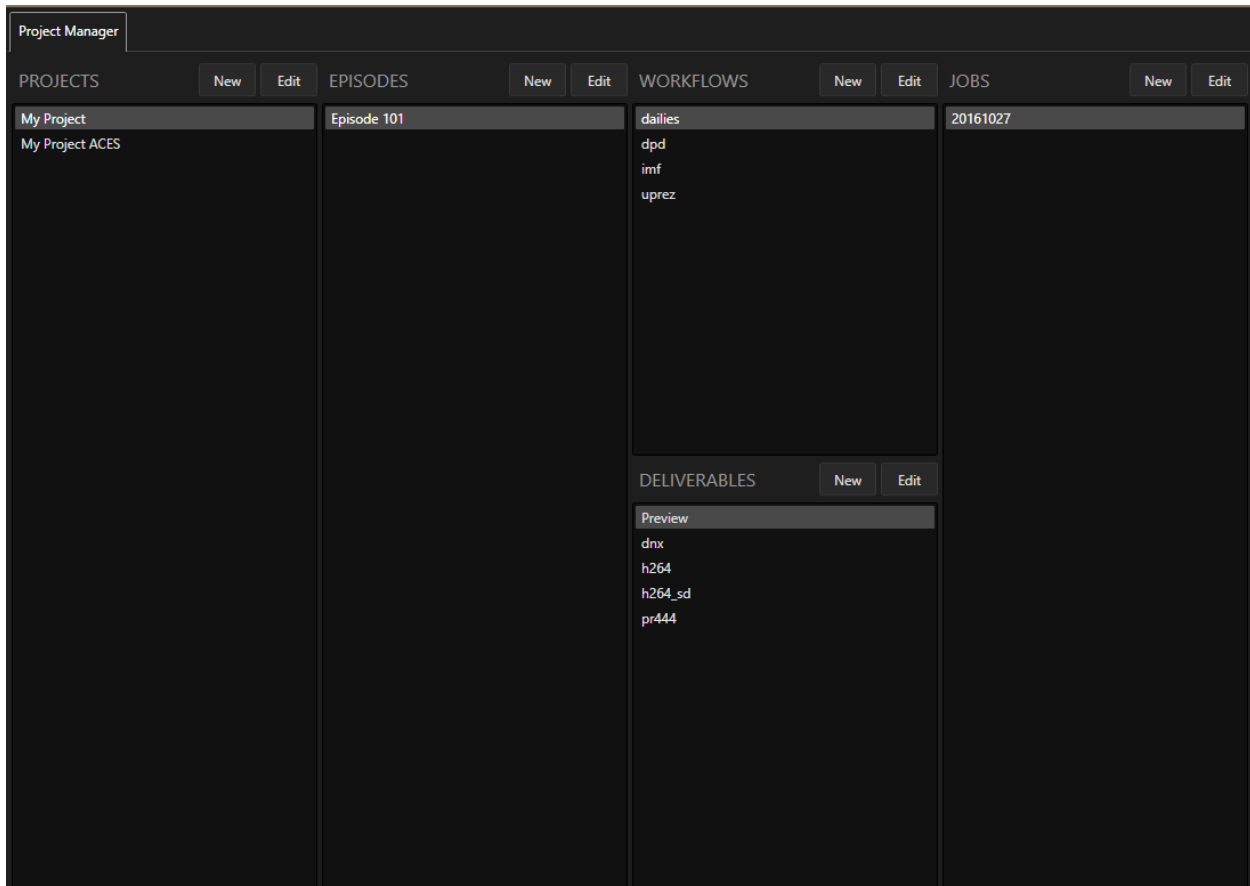 Project Manager
PROJECTS New Edit EPISODES New Edit WORKFLOWS New Edit JOBS New Edit
My Project Episode 101 dailies 20161027
My Project ACES dpd
imf
uprez
DELIVERABLES New Edit
Preview
dnx
h264
h264_sd
pr444